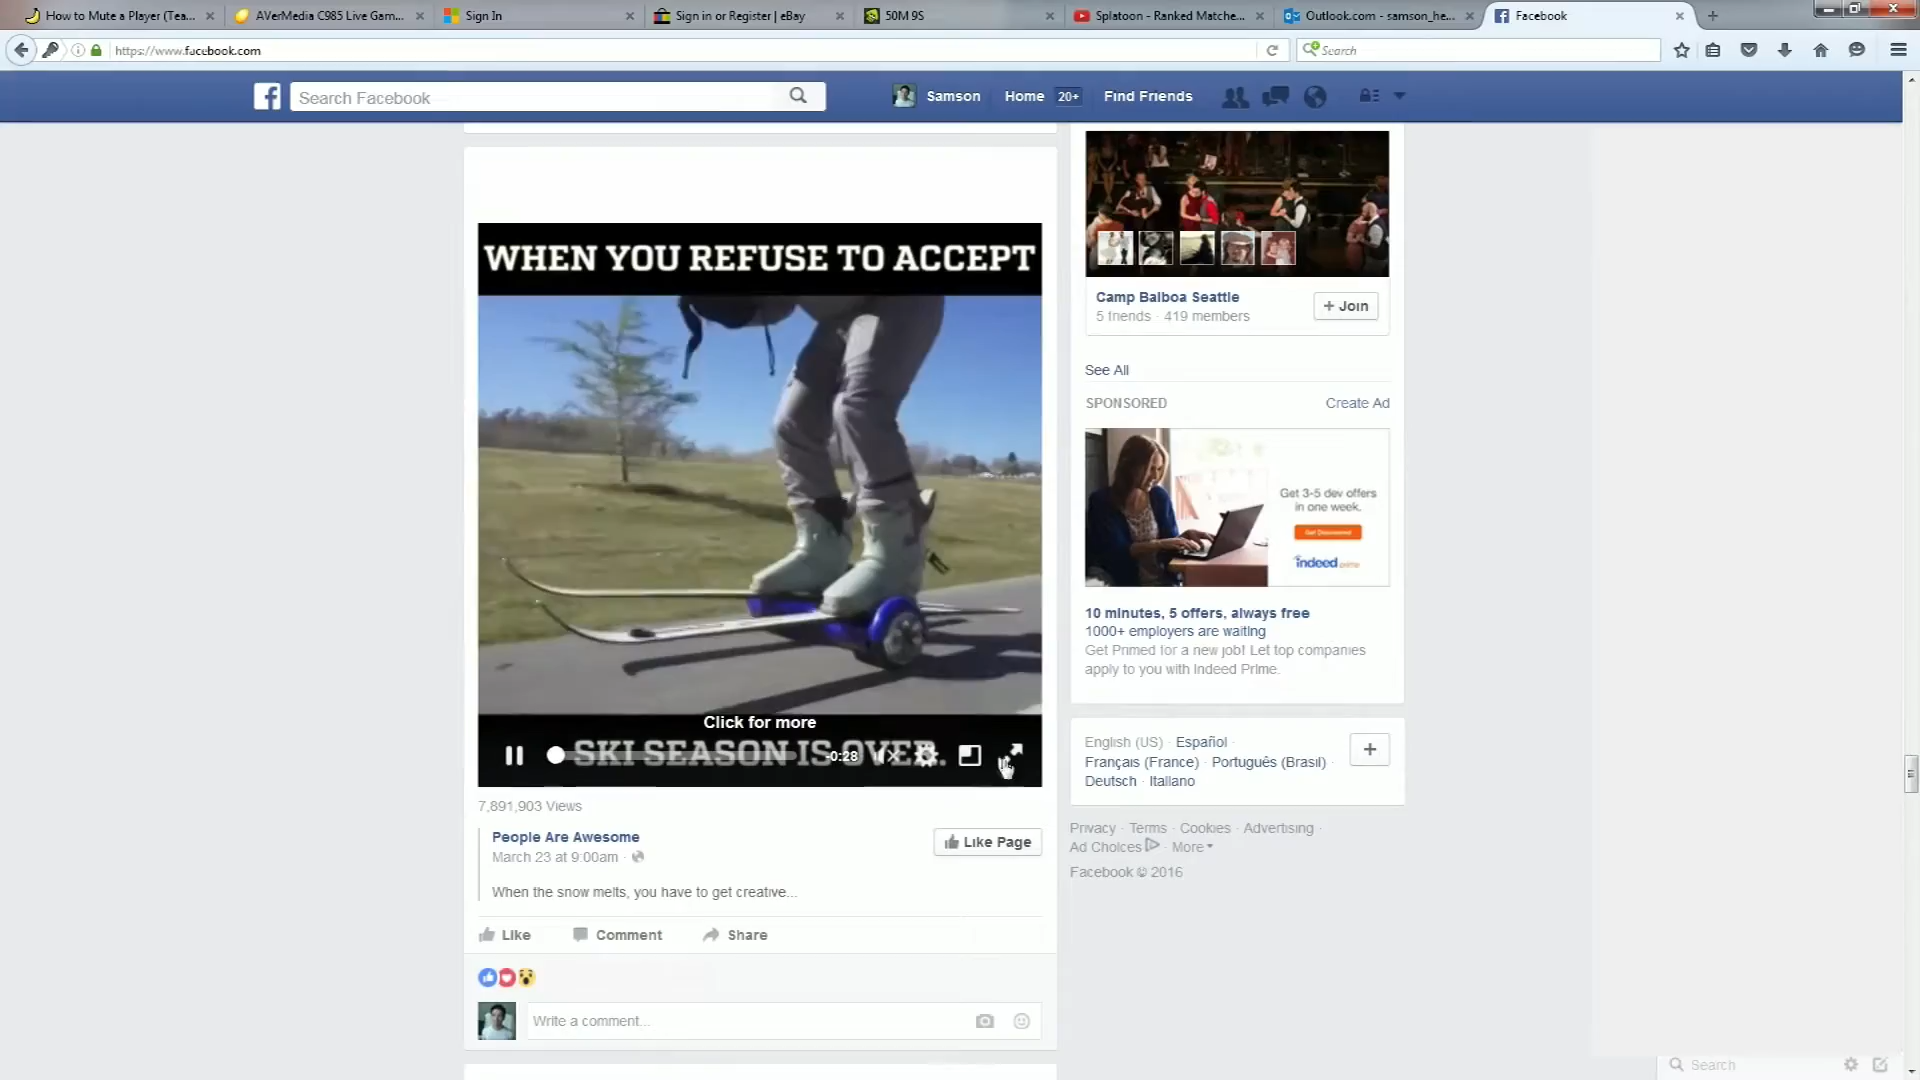 How to Mute a Player (Tea...
AVerMedia C985 Live Gam...
Sign In
Sign in or Register | eBay
50M 9S
Splatoon - Ranked Matche...
Outlook.com - samson_he...
Facebook
https://www.facebook.com
Search
Search Facebook
Samson
Home 20+
Find Friends
WHEN YOU REFUSE TO ACCEPT
Click for more
SKI SEASON IS OVER.
-0:28
7,891,903 Views
People Are Awesome
March 23 at 9:00am ·
Like Page
When the snow melts, you have to get creative...
Like Comment Share
Write a comment...
Camp Balboa Seattle
5 friends · 419 members
+ Join
See All
SPONSORED Create Ad
Get 3-5 dev offers
in one week.
Get Discovered
indeed prime
10 minutes, 5 offers, always free
1000+ employers are waiting
Get Primed for a new job! Let top companies
apply to you with Indeed Prime.
English (US) · Español ·
Français (France) · Português (Brasil) ·
Deutsch · Italiano
+
Privacy · Terms · Cookies · Advertising ·
Ad Choices · More
Facebook © 2016
Search